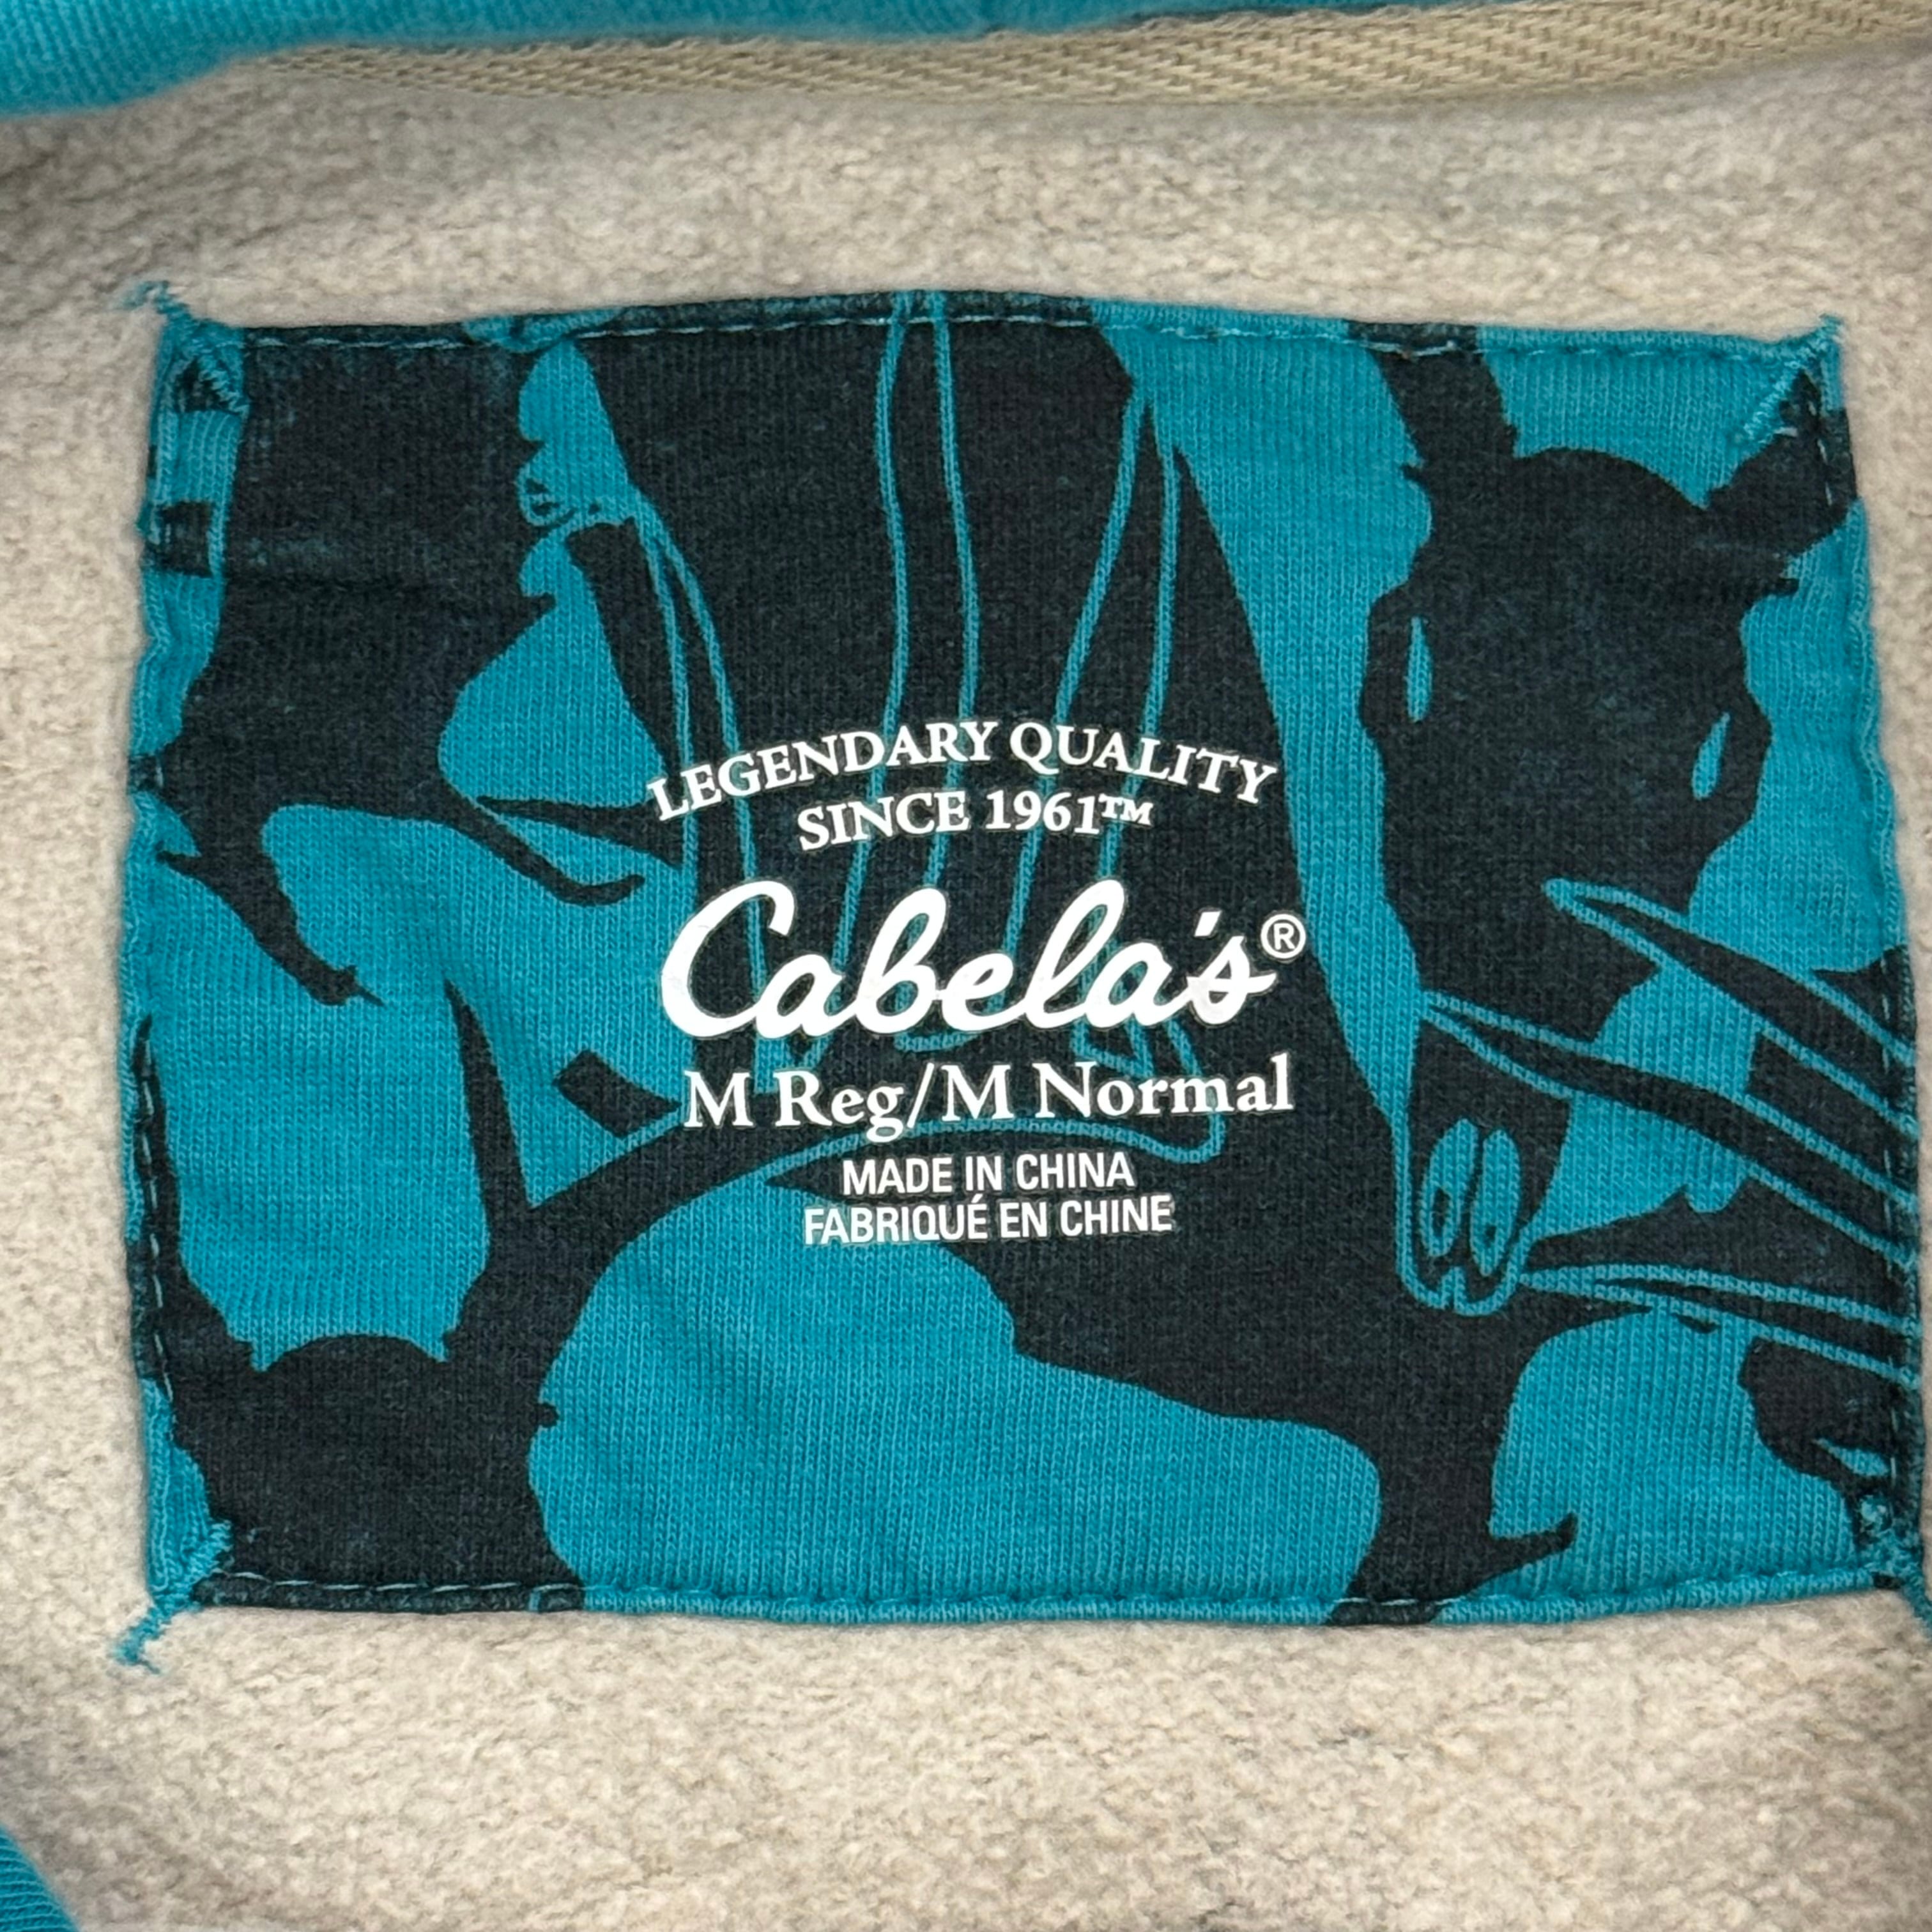 LEGENDARY QUALITY
SINCE 1961™
Cabela's®
M Reg/M Normal
MADE IN CHINA
FABRIQUÉ EN CHINE